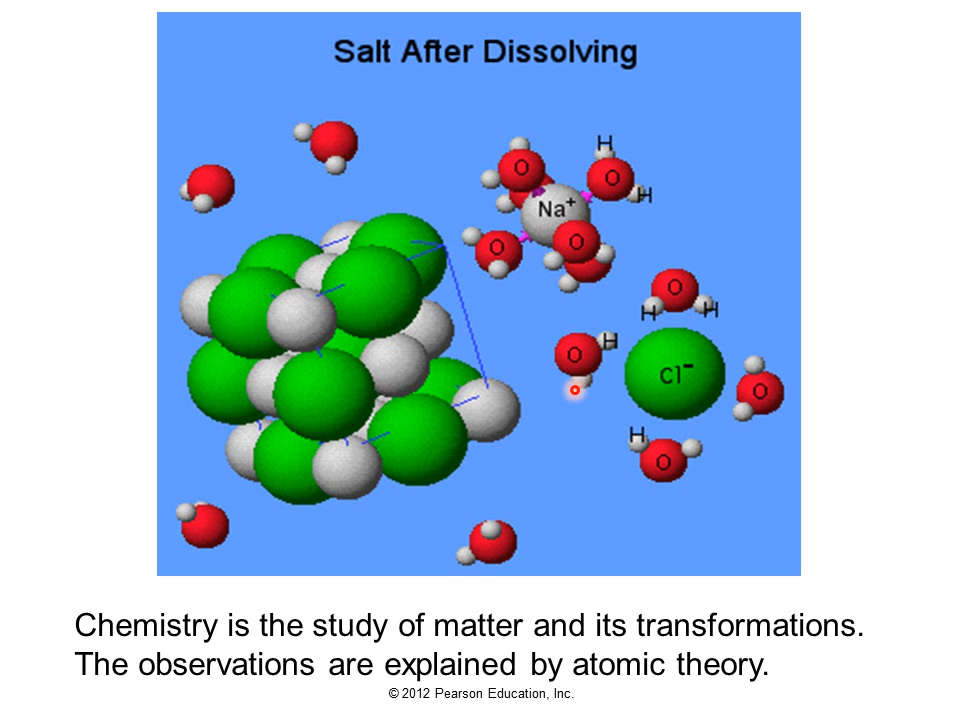 Salt After Dissolving
H
O
O
H
Na⁺
O
O
O
H
H
O
H
Cl⁻
O
H
O
Chemistry is the study of matter and its transformations.
The observations are explained by atomic theory.
© 2012 Pearson Education, Inc.